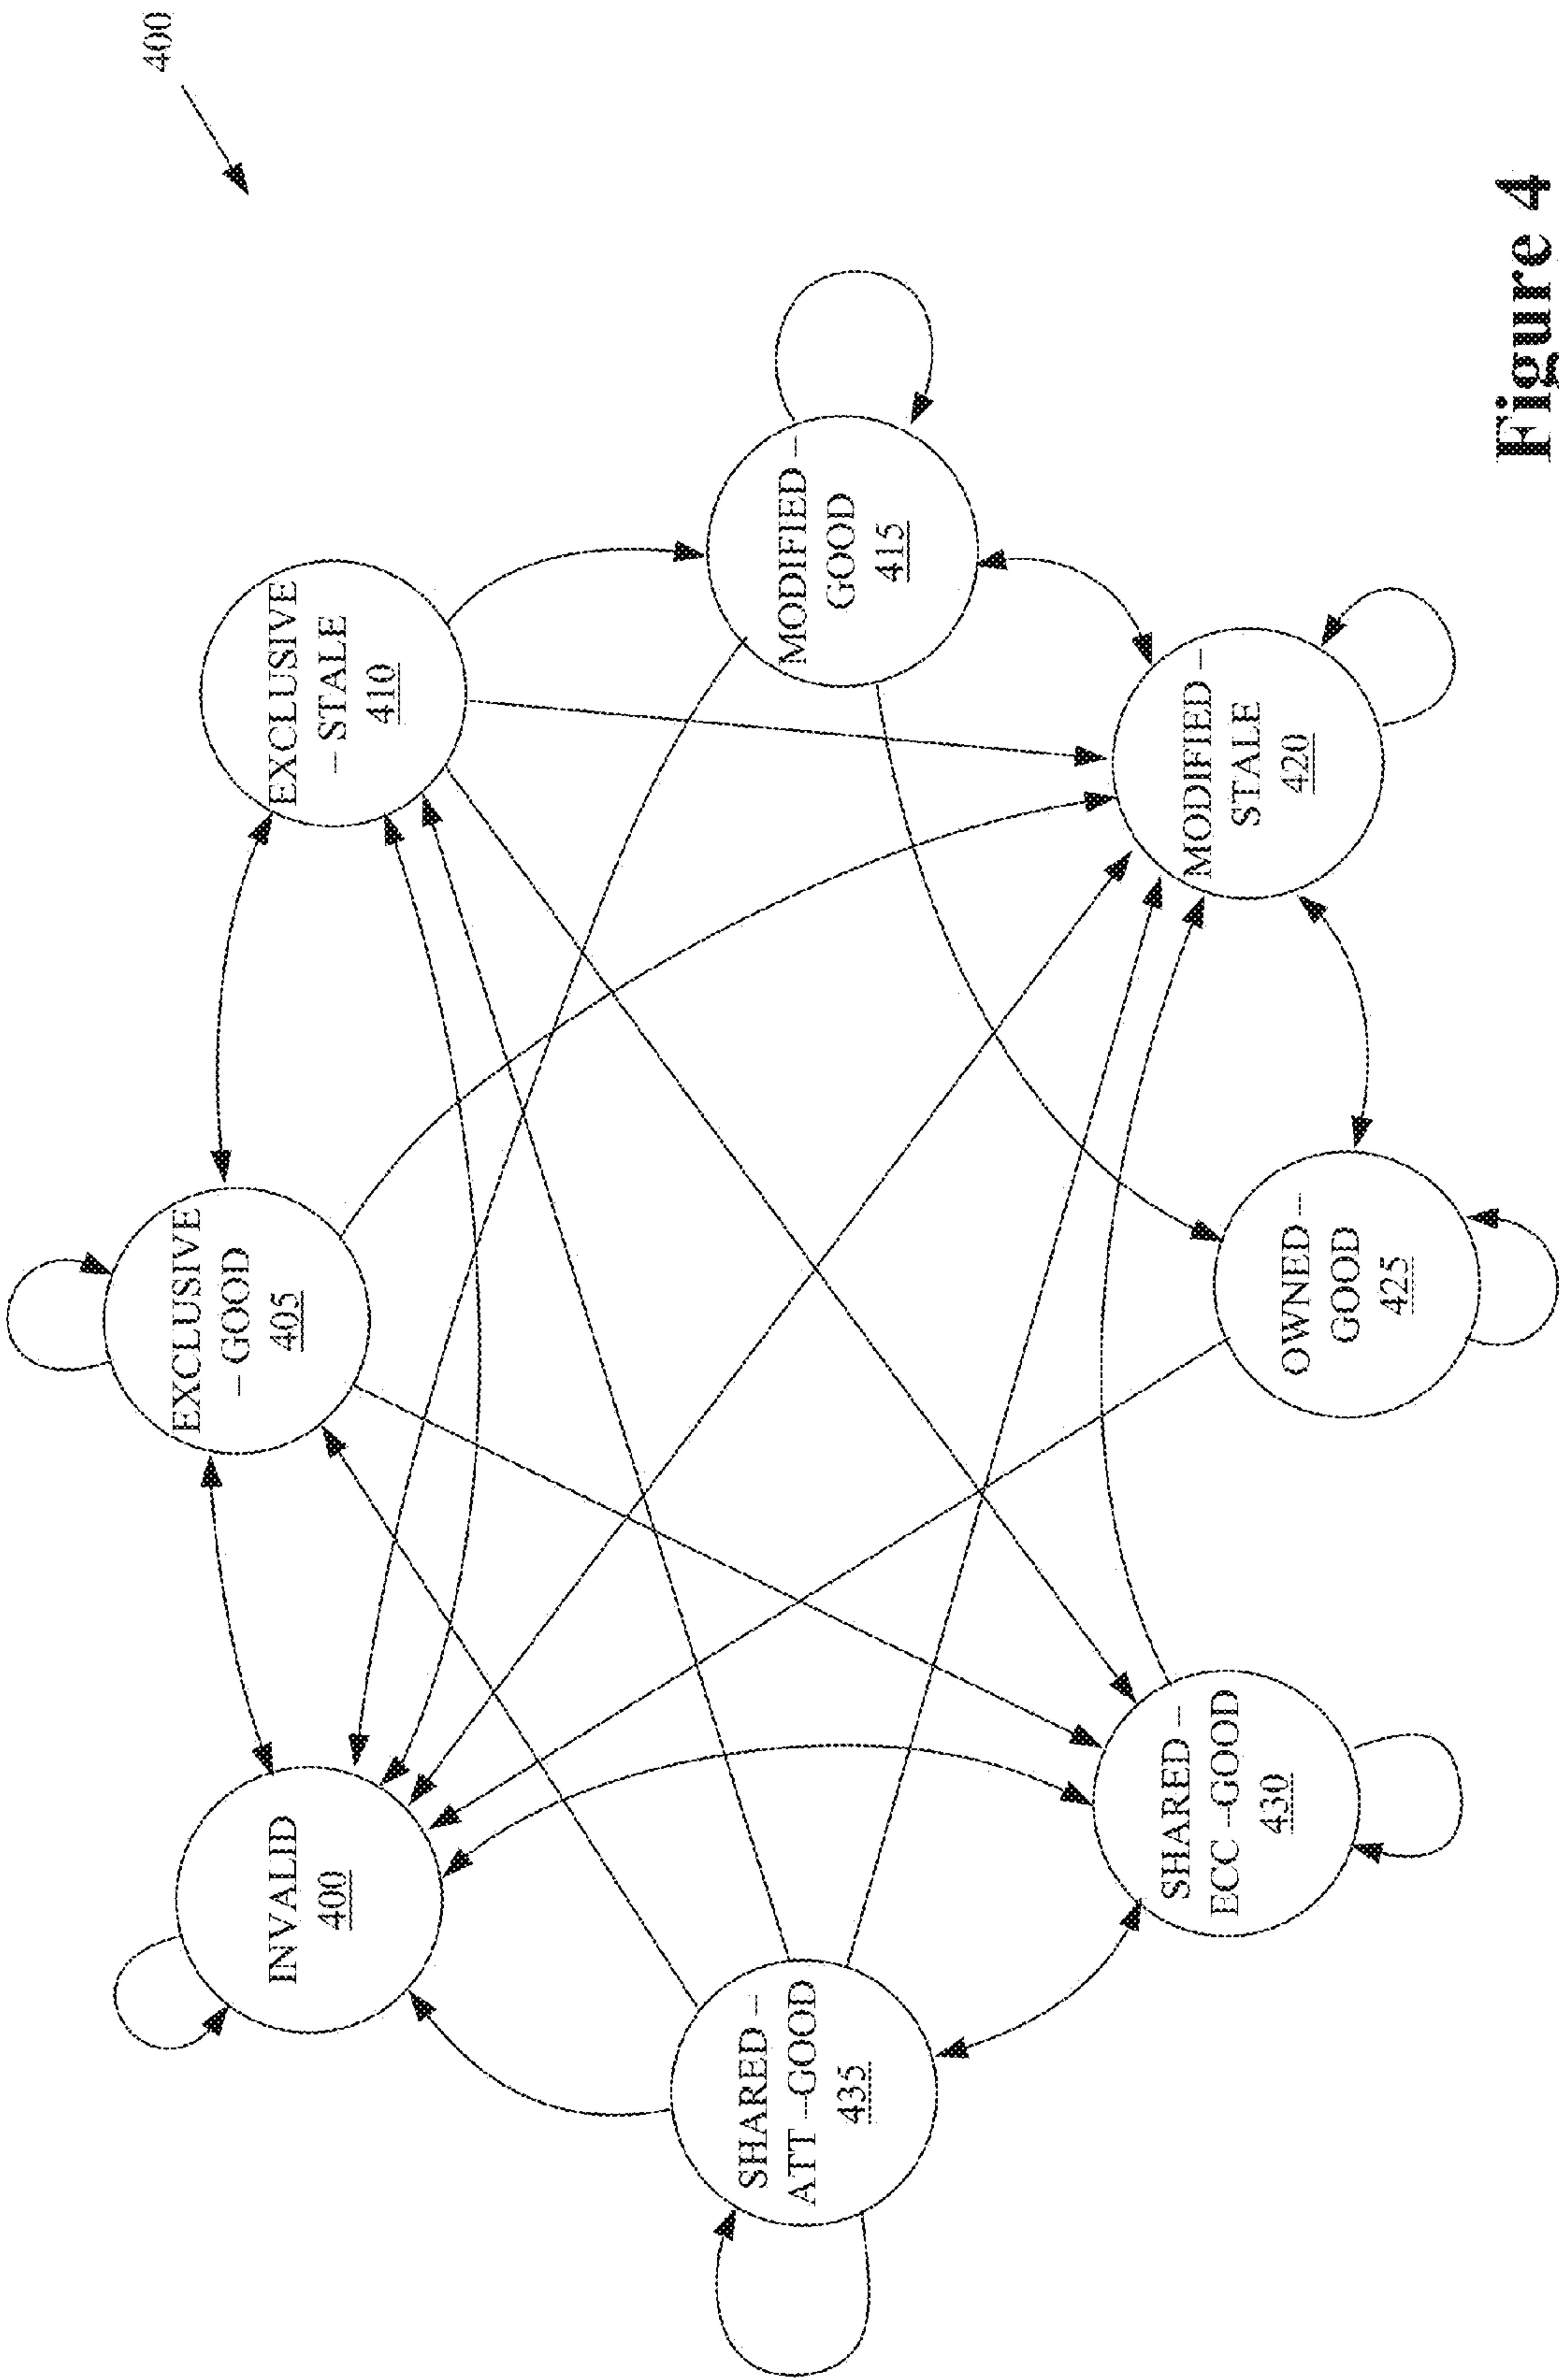 400
INVALID
400
EXCLUSIVE
– GOOD
405
EXCLUSIVE
– STALE
410
MODIFIED –
GOOD
415
MODIFIED –
STALE
420
OWNED –
GOOD
425
SHARED –
ECC –GOOD
430
SHARED –
ATT –GOOD
435
Figure 4